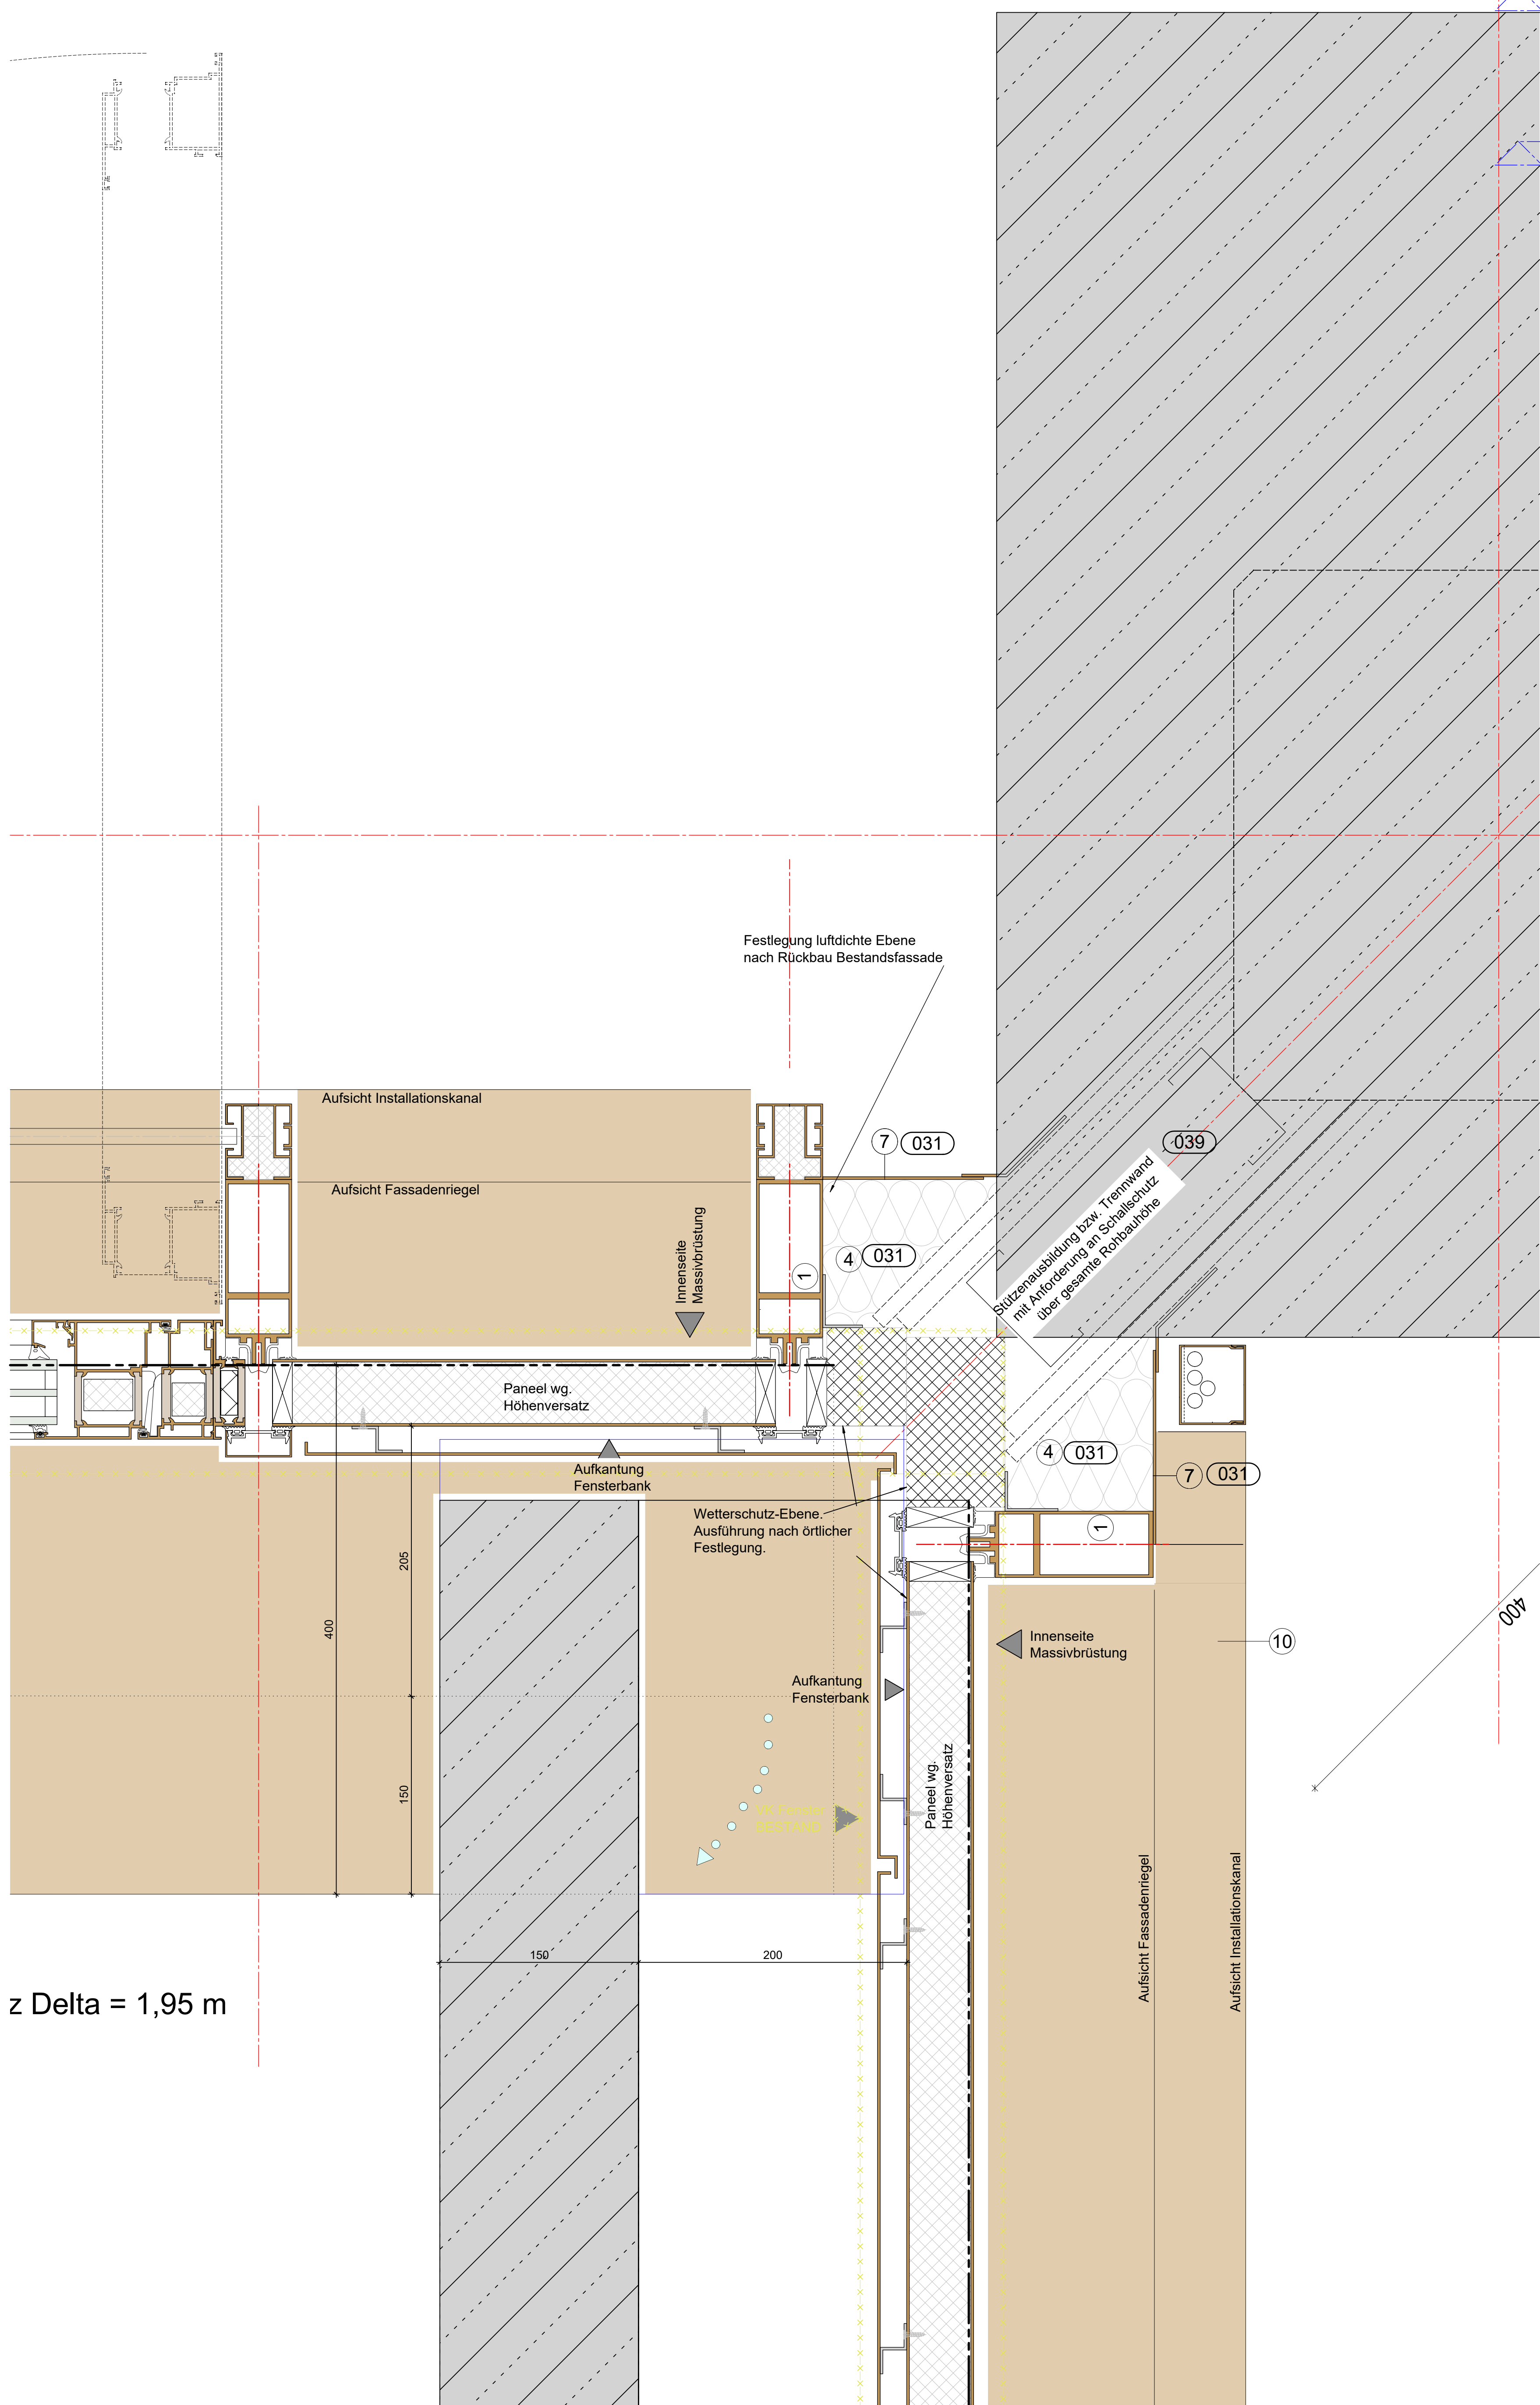 Festlegung luftdichte Ebene
nach Rückbau Bestandsfassade
Aufsicht Installationskanal
7 031
039
Aufsicht Fassadenriegel
Stützenausbildung bzw. Trennwand
mit Anforderung an Schallschutz
über gesamte Rohbauhöhe
Innenseite
Massivbrüstung
4 031
1
Paneel wg.
Höhenversatz
4 031
7 031
Aufkantung
Fensterbank
Wetterschutz-Ebene.
Ausführung nach örtlicher
Festlegung.
1
205
400
400
Innenseite
Massivbrüstung
10
Aufkantung
Fensterbank
150
Paneel wg.
Höhenversatz
BESTAND
Aufsicht Fassadenriegel
Aufsicht Installationskanal
150
200
z Delta = 1,95 m